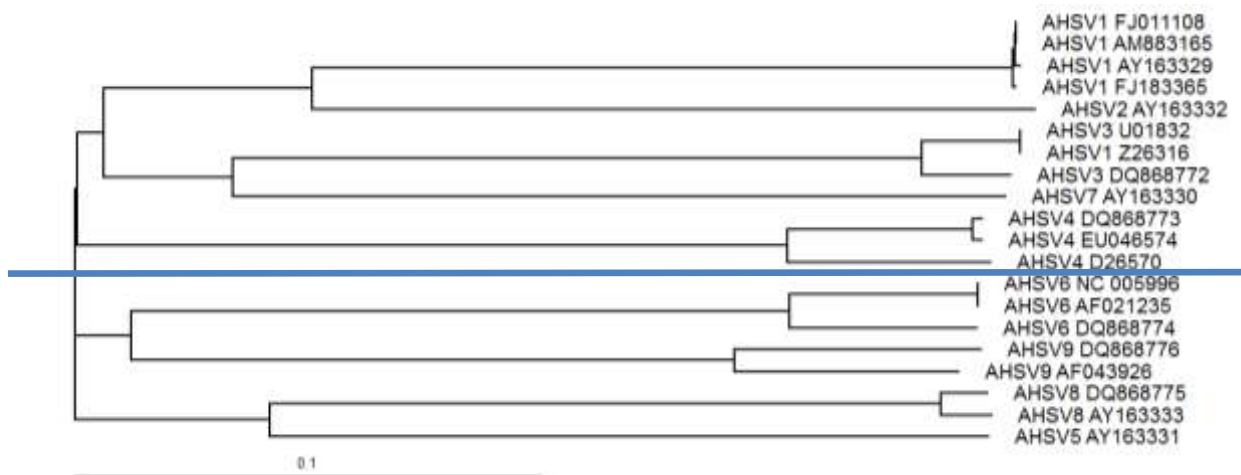 AHSV1 FJ011108
AHSV1 AM883165
AHSV1 AY163329
AHSV1 FJ183365
AHSV2 AY163332
AHSV3 U01832
AHSV1 Z26316
AHSV3 DQ868772
AHSV7 AY163330
AHSV4 DQ868773
AHSV4 EU046574
AHSV4 D26570
AHSV6 NC 005996
AHSV6 AF021235
AHSV6 DQ868774
AHSV9 DQ868776
AHSV9 AF043926
AHSV8 DQ868775
AHSV8 AY163333
AHSV5 AY163331
0.1